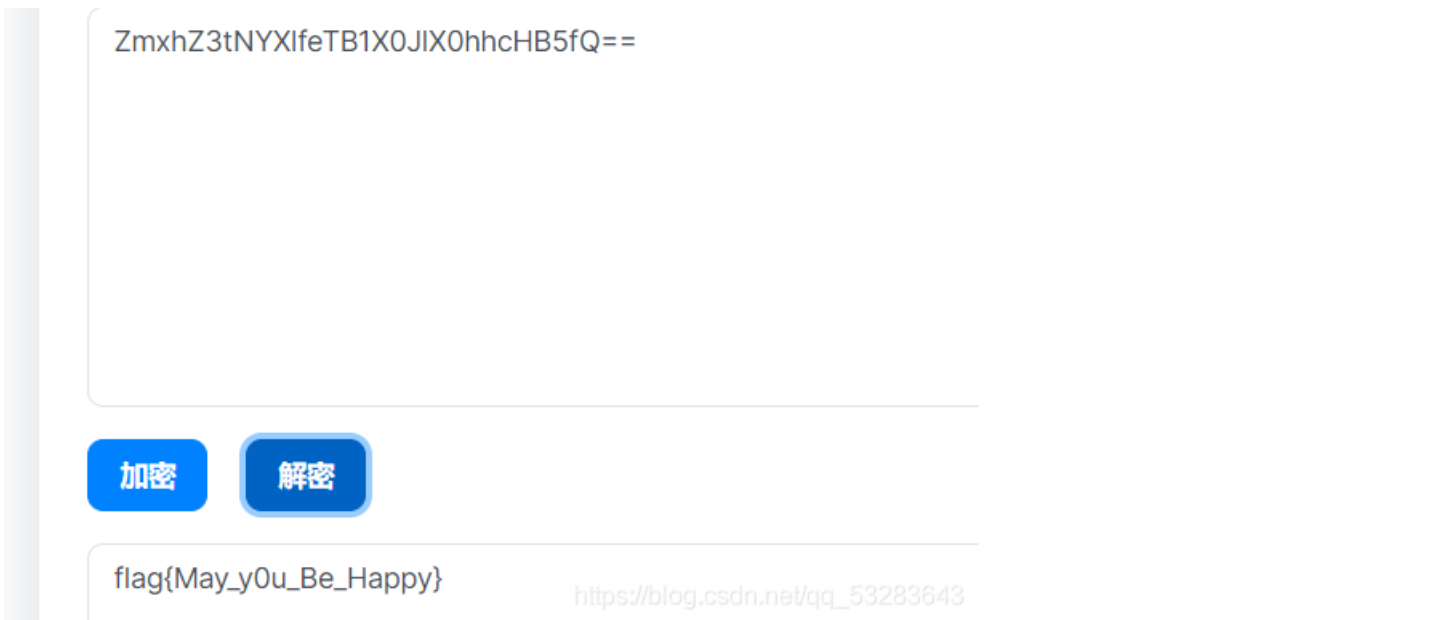 ZmxhZ3tNYXlfeTB1X0JlX0hhcHB5fQ==
加密 解密
flag{May_y0u_Be_Happy}
https://blog.csdn.net/qq_53283643